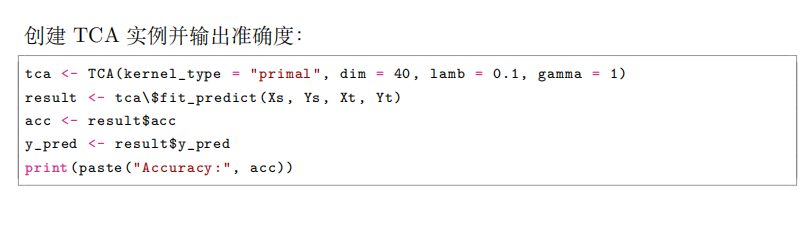 创建 TCA 实例并输出准确度：
tca <- TCA(kernel_type = "primal", dim = 40, lamb = 0.1, gamma = 1)
result <- tca\$fit_predict(Xs, Ys, Xt, Yt)
acc <- result$acc
y_pred <- result$y_pred
print(paste("Accuracy:", acc))